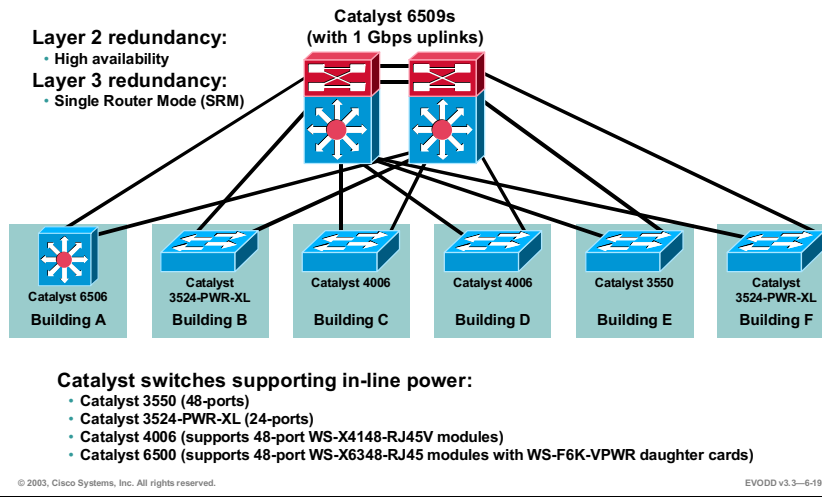 Catalyst 6509s
(with 1 Gbps uplinks)
Layer 2 redundancy:
• High availability
Layer 3 redundancy:
• Single Router Mode (SRM)
Catalyst 6506
Building A
Catalyst
3524-PWR-XL
Building B
Catalyst 4006
Building C
Catalyst 4006
Building D
Catalyst 3550
Building E
Catalyst
3524-PWR-XL
Building F
Catalyst switches supporting in-line power:
• Catalyst 3550 (48-ports)
• Catalyst 3524-PWR-XL (24-ports)
• Catalyst 4006 (supports 48-port WS-X4148-RJ45V modules)
• Catalyst 6500 (supports 48-port WS-X6348-RJ45 modules with WS-F6K-VPWR daughter cards)
© 2003, Cisco Systems, Inc. All rights reserved.
EVODD v3.3—6-19